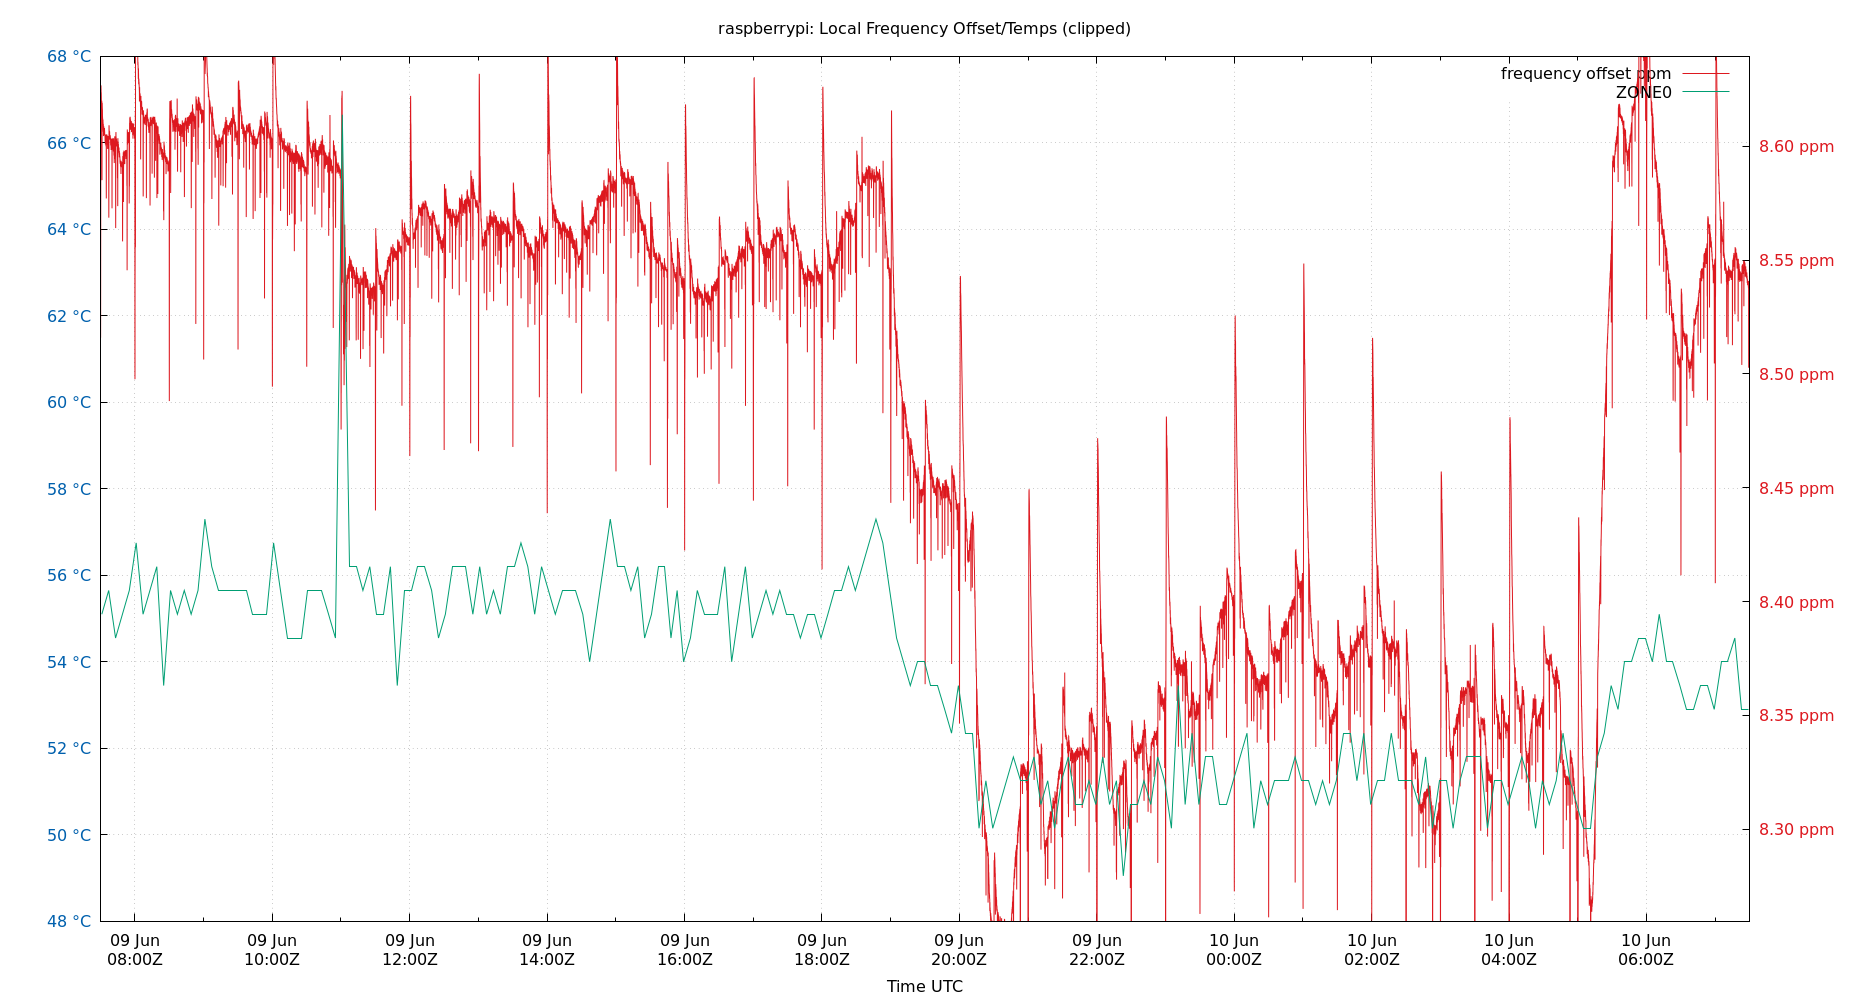 raspberrypi: Local Frequency Offset/Temps (clipped)
68 °C
66 °C
64 °C
62 °C
60 °C
58 °C
56 °C
54 °C
52 °C
50 °C
48 °C
frequency offset ppm
ZONE0
8.60 ppm
8.55 ppm
8.50 ppm
8.45 ppm
8.40 ppm
8.35 ppm
8.30 ppm
09 Jun
08:00Z
09 Jun
10:00Z
09 Jun
12:00Z
09 Jun
14:00Z
09 Jun
16:00Z
09 Jun
18:00Z
09 Jun
20:00Z
09 Jun
22:00Z
10 Jun
00:00Z
10 Jun
02:00Z
10 Jun
04:00Z
10 Jun
06:00Z
Time UTC